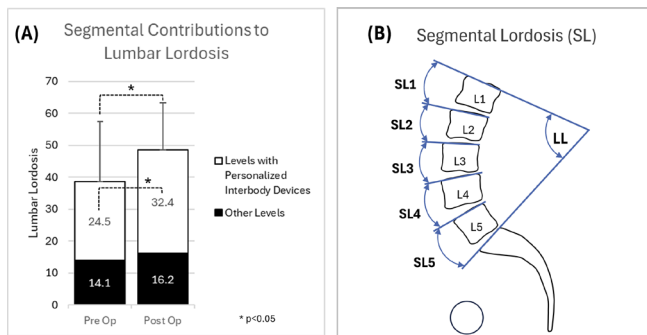 (A)
Segmental Contributions to
Lumbar Lordosis
Lumbar Lordosis
70
60
50
40
30
20
10
0
*
*
24.5
32.4
14.1
16.2
Pre Op
Post Op
Levels with
Personalized
Interbody Devices
Other Levels
* p<0.05
(B)
Segmental Lordosis (SL)
SL1
SL2
SL3
SL4
SL5
L1
L2
L3
L4
L5
LL